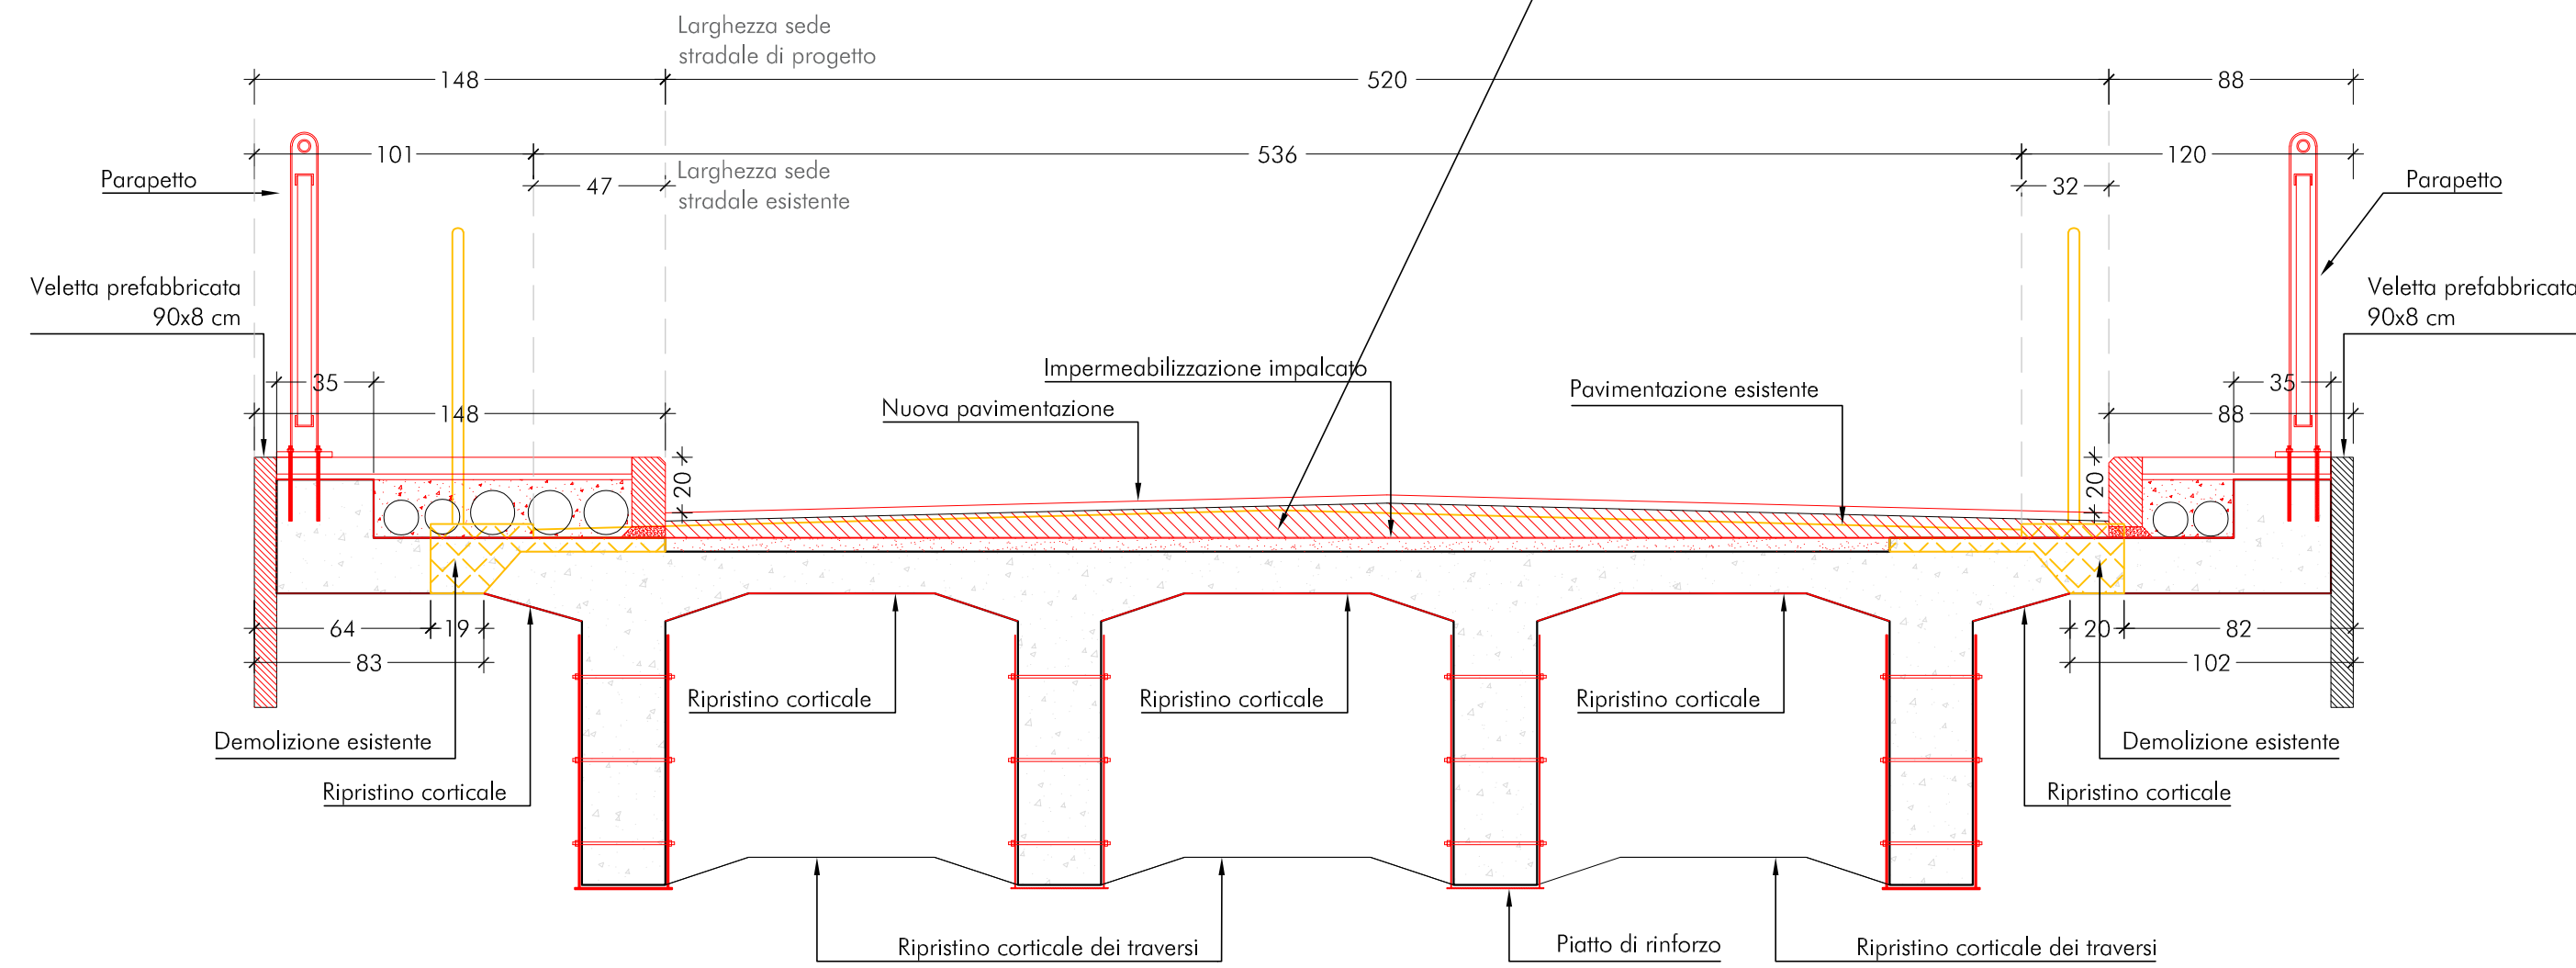 Larghezza sede
stradale di progetto
148
520
88
101
536
120
Larghezza sede
stradale esistente
47
32
Parapetto
Parapetto
Veletta prefabbricata
90x8 cm
Veletta prefabbricata
90x8 cm
35
148
35
88
Impermeabilizzazione impalcato
Pavimentazione esistente
Nuova pavimentazione
20
20
64
19
83
20
82
102
Ripristino corticale
Ripristino corticale
Ripristino corticale
Demolizione esistente
Demolizione esistente
Ripristino corticale
Ripristino corticale
Ripristino corticale dei traversi
Piatto di rinforzo
Ripristino corticale dei traversi